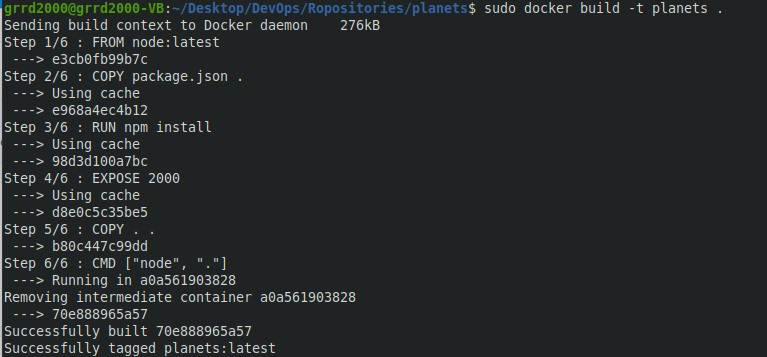 grrd2000@grrd2000-VB:~/Desktop/DevOps/Ropositories/planets$ sudo docker build -t planets .
Sending build context to Docker daemon    276kB
Step 1/6 : FROM node:latest
 ---> e3cb0fb99b7c
Step 2/6 : COPY package.json .
 ---> Using cache
 ---> e968a4ec4b12
Step 3/6 : RUN npm install
 ---> Using cache
 ---> 98d3d100a7bc
Step 4/6 : EXPOSE 2000
 ---> Using cache
 ---> d8e0c5c35be5
Step 5/6 : COPY . .
 ---> b80c447c99dd
Step 6/6 : CMD ["node", "."]
 ---> Running in a0a561903828
Removing intermediate container a0a561903828
 ---> 70e888965a57
Successfully built 70e888965a57
Successfully tagged planets:latest